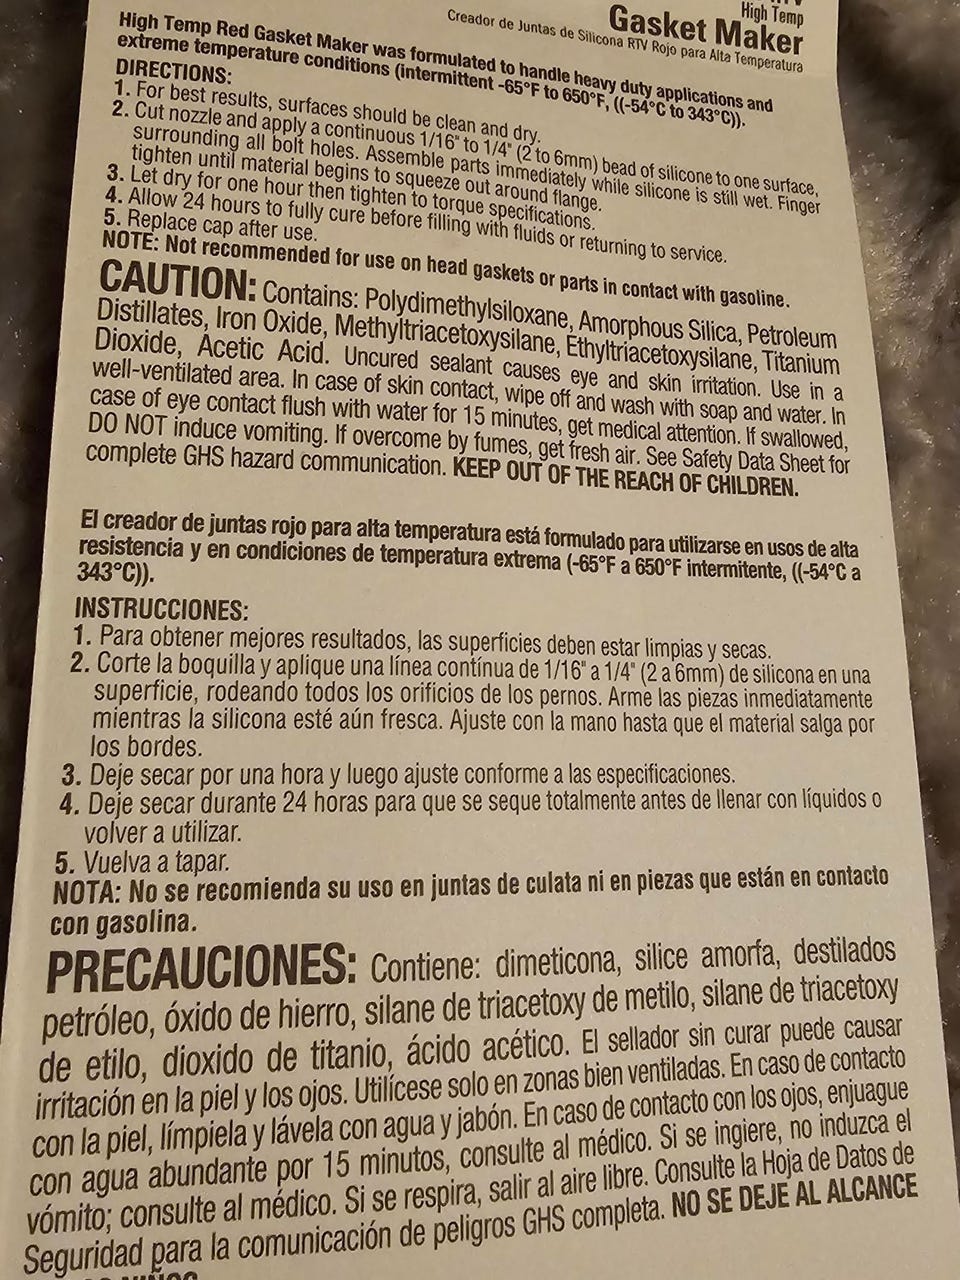 High Temp
Gasket Maker
Creador de Juntas de Silicona RTV Rojo para Alta Temperatura
High Temp Red Gasket Maker was formulated to handle heavy duty applications and
extreme temperature conditions (intermittent -65°F to 650°F, ((-54°C to 343°C)).
DIRECTIONS:
1. For best results, surfaces should be clean and dry.
2. Cut nozzle and apply a continuous 1/16" to 1/4" (2 to 6mm) bead of silicone to one surface,
surrounding all bolt holes. Assemble parts immediately while silicone is still wet. Finger
tighten until material begins to squeeze out around flange.
3. Let dry for one hour then tighten to torque specifications.
4. Allow 24 hours to fully cure before filling with fluids or returning to service.
5. Replace cap after use.
NOTE: Not recommended for use on head gaskets or parts in contact with gasoline.
CAUTION: Contains: Polydimethylsiloxane, Amorphous Silica, Petroleum
Distillates, Iron Oxide, Methyltriacetoxysilane, Ethyltriacetoxysilane, Titanium
Dioxide, Acetic Acid. Uncured sealant causes eye and skin irritation. Use in a
well-ventilated area. In case of skin contact, wipe off and wash with soap and water. In
case of eye contact flush with water for 15 minutes, get medical attention. If swallowed,
DO NOT induce vomiting. If overcome by fumes, get fresh air. See Safety Data Sheet for
complete GHS hazard communication. KEEP OUT OF THE REACH OF CHILDREN.
El creador de juntas rojo para alta temperatura está formulado para utilizarse en usos de alta
resistencia y en condiciones de temperatura extrema (-65°F a 650°F intermitente, ((-54°C a
343°C)).
INSTRUCCIONES:
1. Para obtener mejores resultados, las superficies deben estar limpias y secas.
2. Corte la boquilla y aplique una línea contínua de 1/16" a 1/4" (2 a 6mm) de silicona en una
superficie, rodeando todos los orificios de los pernos. Arme las piezas inmediatamente
mientras la silicona esté aún fresca. Ajuste con la mano hasta que el material salga por
los bordes.
3. Deje secar por una hora y luego ajuste conforme a las especificaciones.
4. Deje secar durante 24 horas para que se seque totalmente antes de llenar con líquidos o
volver a utilizar.
5. Vuelva a tapar.
NOTA: No se recomienda su uso en juntas de culata ni en piezas que están en contacto
con gasolina.
PRECAUCIONES: Contiene: dimeticona, silice amorfa, destilados
petróleo, óxido de hierro, silane de triacetoxy de metilo, silane de triacetoxy
de etilo, dioxido de titanio, ácido acético. El sellador sin curar puede causar
irritación en la piel y los ojos. Utilícese solo en zonas bien ventiladas. En caso de contacto
con la piel, límpiela y lávela con agua y jabón. En caso de contacto con los ojos, enjuague
con agua abundante por 15 minutos, consulte al médico. Si se ingiere, no induzca el
vómito; consulte al médico. Si se respira, salir al aire libre. Consulte la Hoja de Datos de
Seguridad para la comunicación de peligros GHS completa. NO SE DEJE AL ALCANCE
NIÑOS